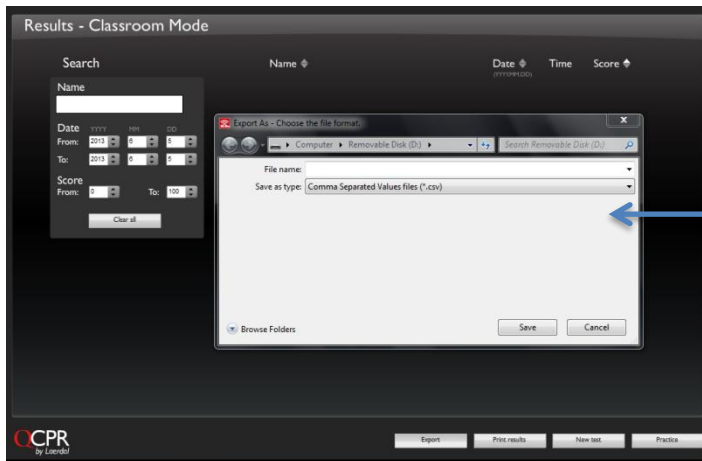 Results - Classroom Mode
Search
Name
Date
Time
Score
(YYYY.MM.DD)
Name
Date YYYY MM DD
From: 2013 6 5
To: 2013 6 5
Score
From: 0 To: 100
Clear all
Export As - Choose the file format.
Computer Removable Disk (D:)
Search Removable Disk (D:)
File name:
Save as type: Comma Separated Values files (*.csv)
Browse Folders
Save
Cancel
QCPR
by Laerdal
Export
Print results
New test
Practice